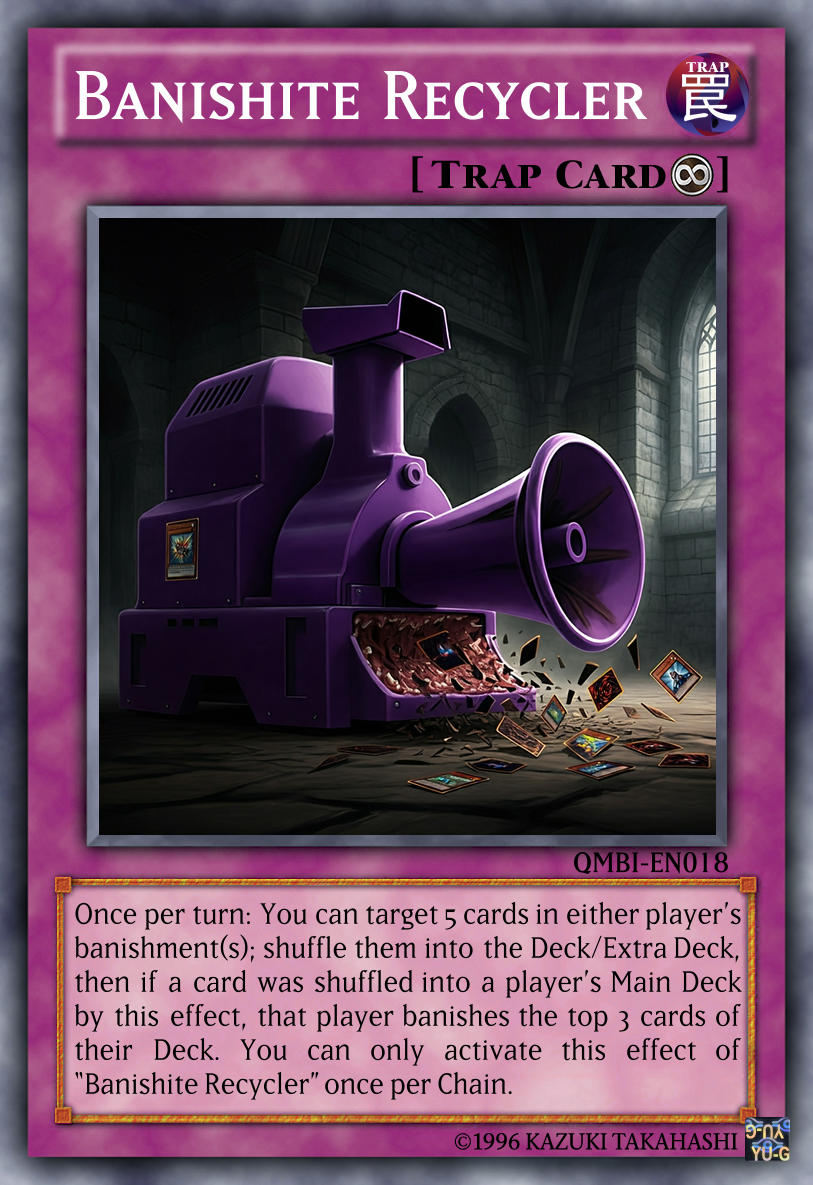 BANISHITE RECYCLER
TRAP
罠
[ TRAP CARD ]
QMBI-EN018
Once per turn: You can target 5 cards in either player's
banishment(s); shuffle them into the Deck/Extra Deck,
then if a card was shuffled into a player's Main Deck
by this effect, that player banishes the top 3 cards of
their Deck. You can only activate this effect of
"Banishite Recycler" once per Chain.
©1996 KAZUKI TAKAHASHI
YU-G
YU-G